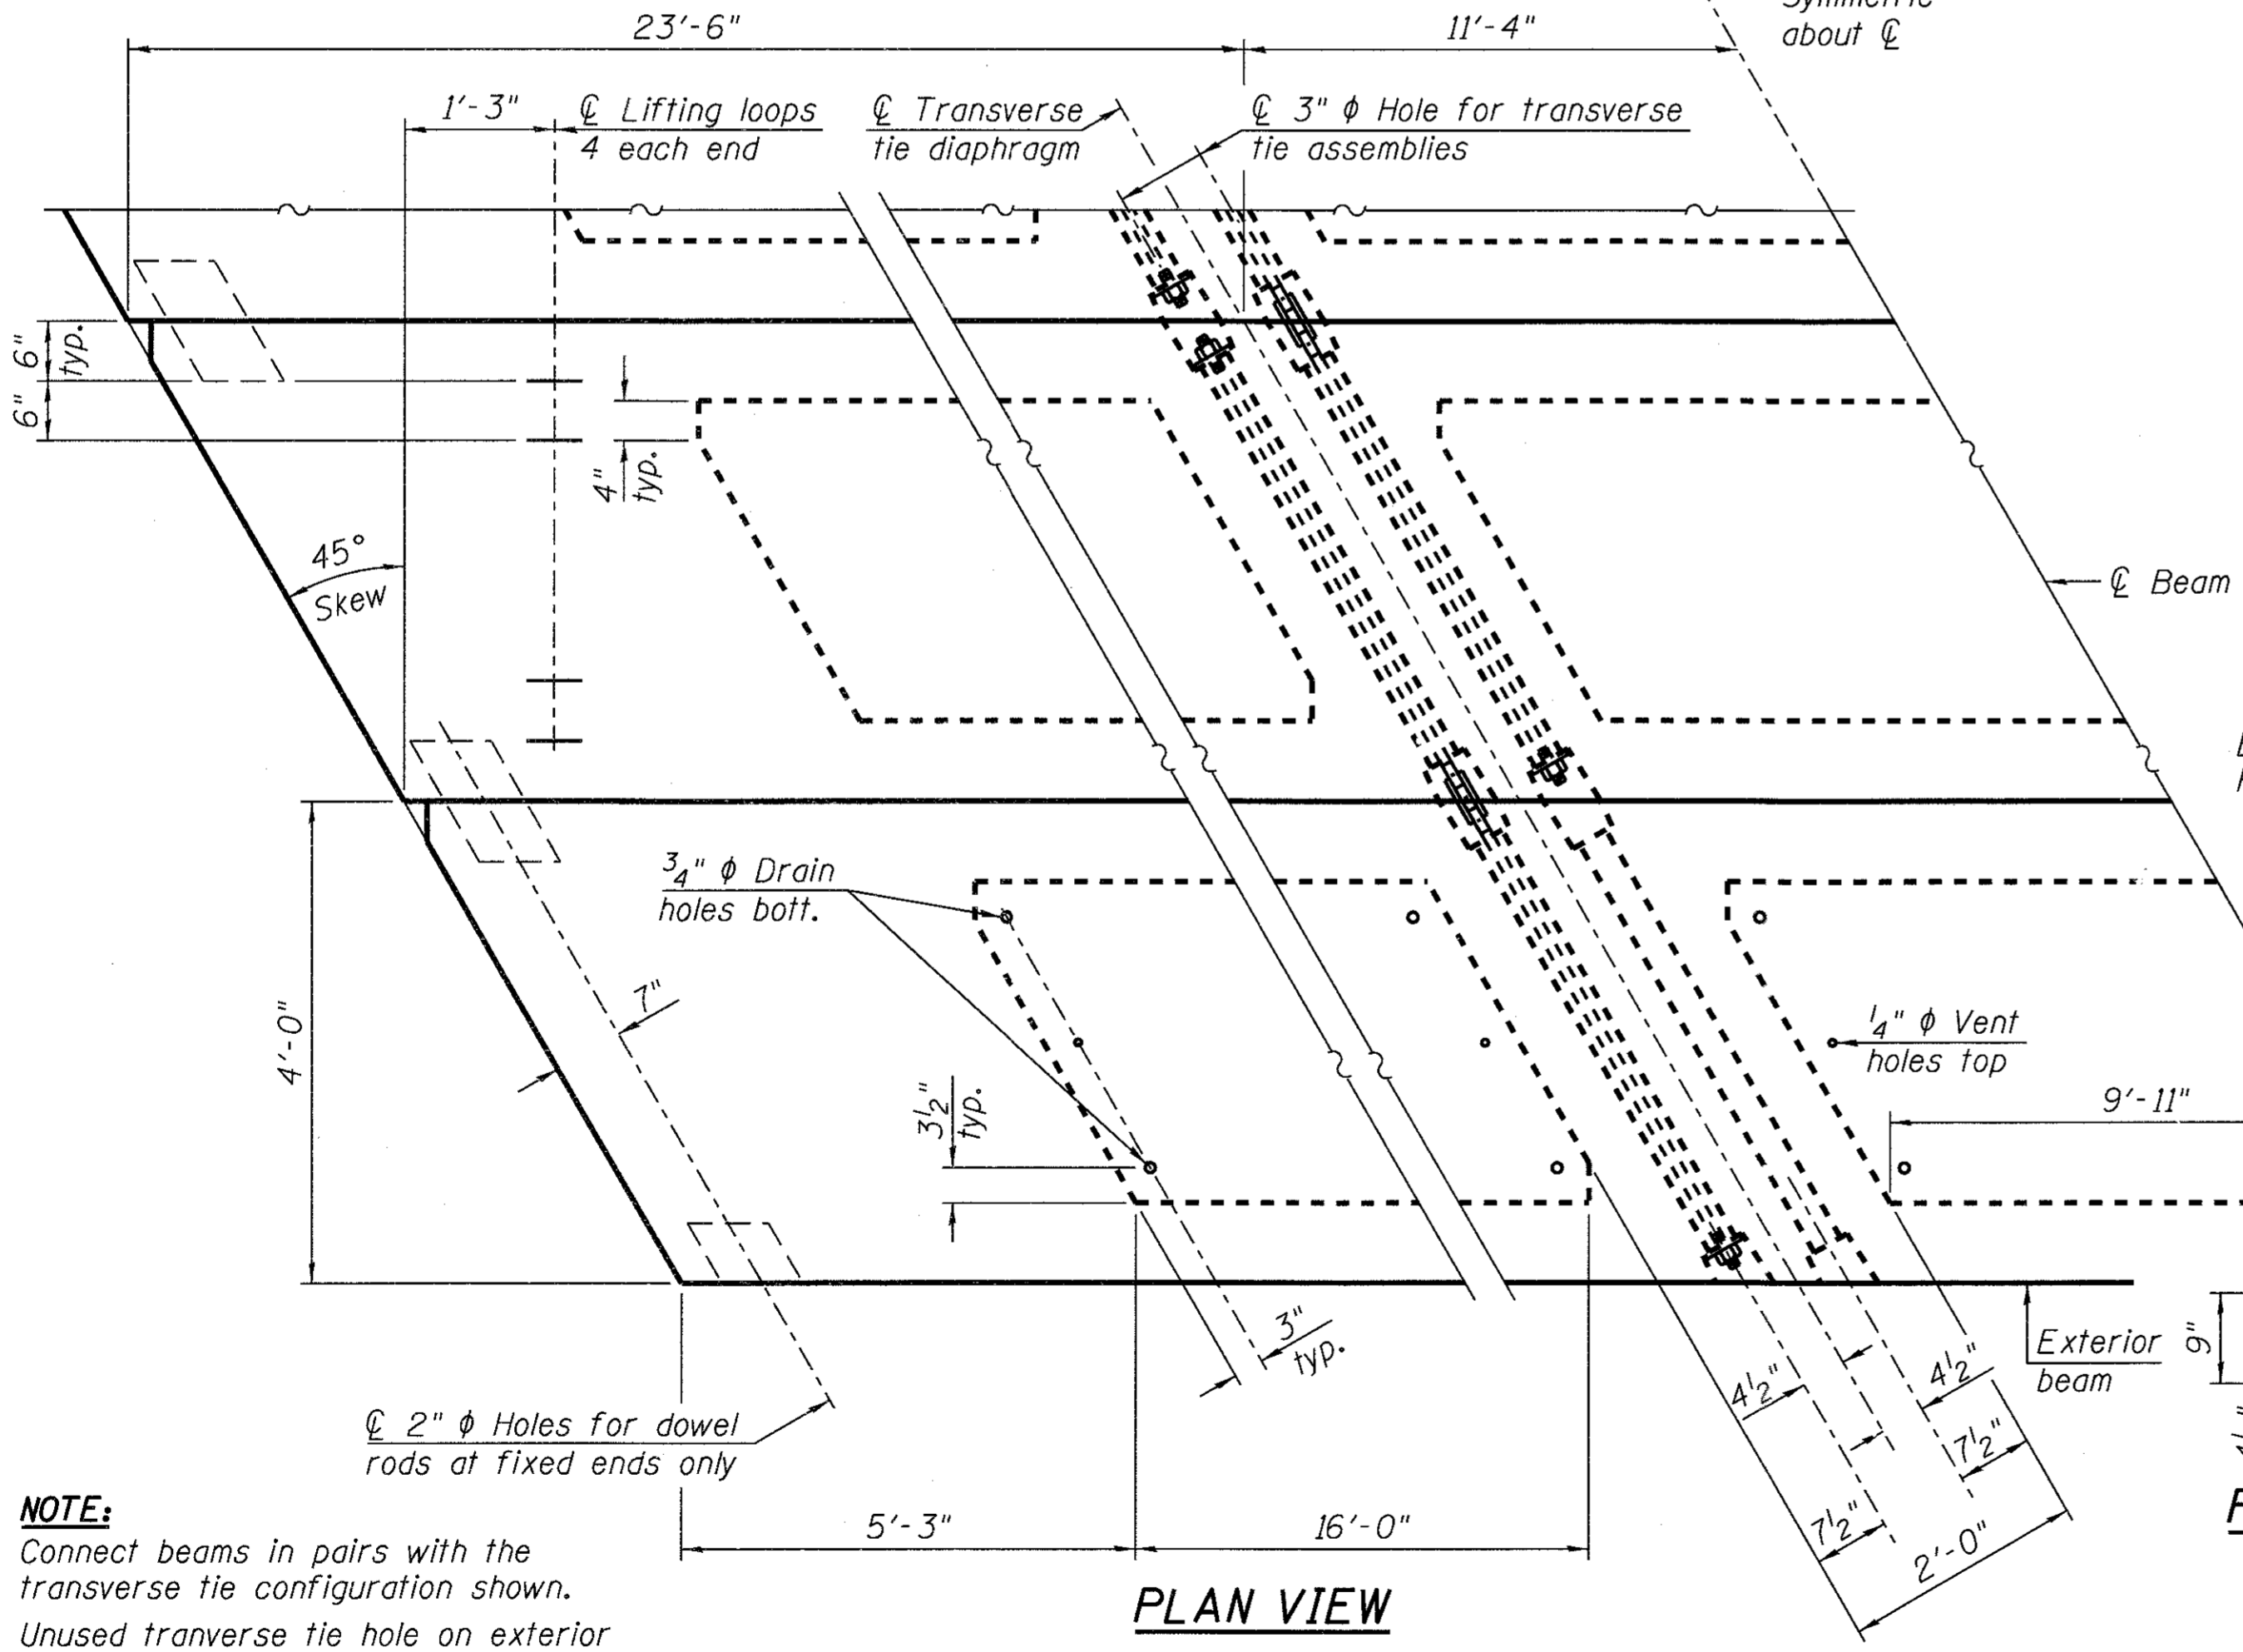 Symmetric
about ℄
23'-6"
11'-4"
1'-3"
℄ Lifting loops
4 each end
℄ Transverse
tie diaphragm
℄ 3" ϕ Hole for transverse
tie assemblies
6"
typ.
6"
4"
typ.
45°
Skew
℄ Beam
3/4" ϕ Drain
holes bott.
7"
4'-0"
3 1/2"
typ.
1/4" ϕ Vent
holes top
9'-11"
3"
typ.
Exterior
beam
9"
4 1/2"
4 1/2"
7 1/2"
7 1/2"
2'-0"
℄ 2" ϕ Holes for dowel
rods at fixed ends only
5'-3"
16'-0"
NOTE:
Connect beams in pairs with the
transverse tie configuration shown.
Unused tranverse tie hole on exterior
PLAN VIEW